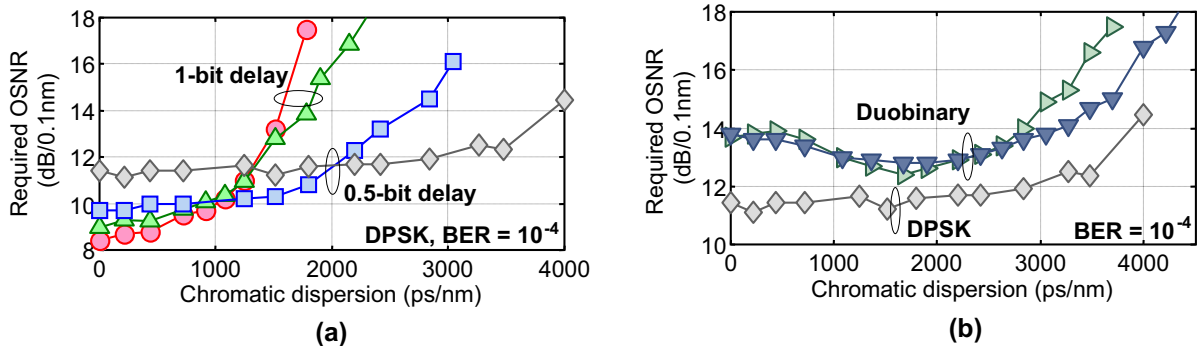 18
16
14
12
10
8
0
1000
2000
3000
4000
Required OSNR
(dB/0.1nm)
1-bit delay
0.5-bit delay
DPSK, BER = 10⁻⁴
Chromatic dispersion (ps/nm)
(a)
18
16
14
12
10
0
1000
2000
3000
4000
Required OSNR
(dB/0.1nm)
Duobinary
DPSK
BER = 10⁻⁴
Chromatic dispersion (ps/nm)
(b)